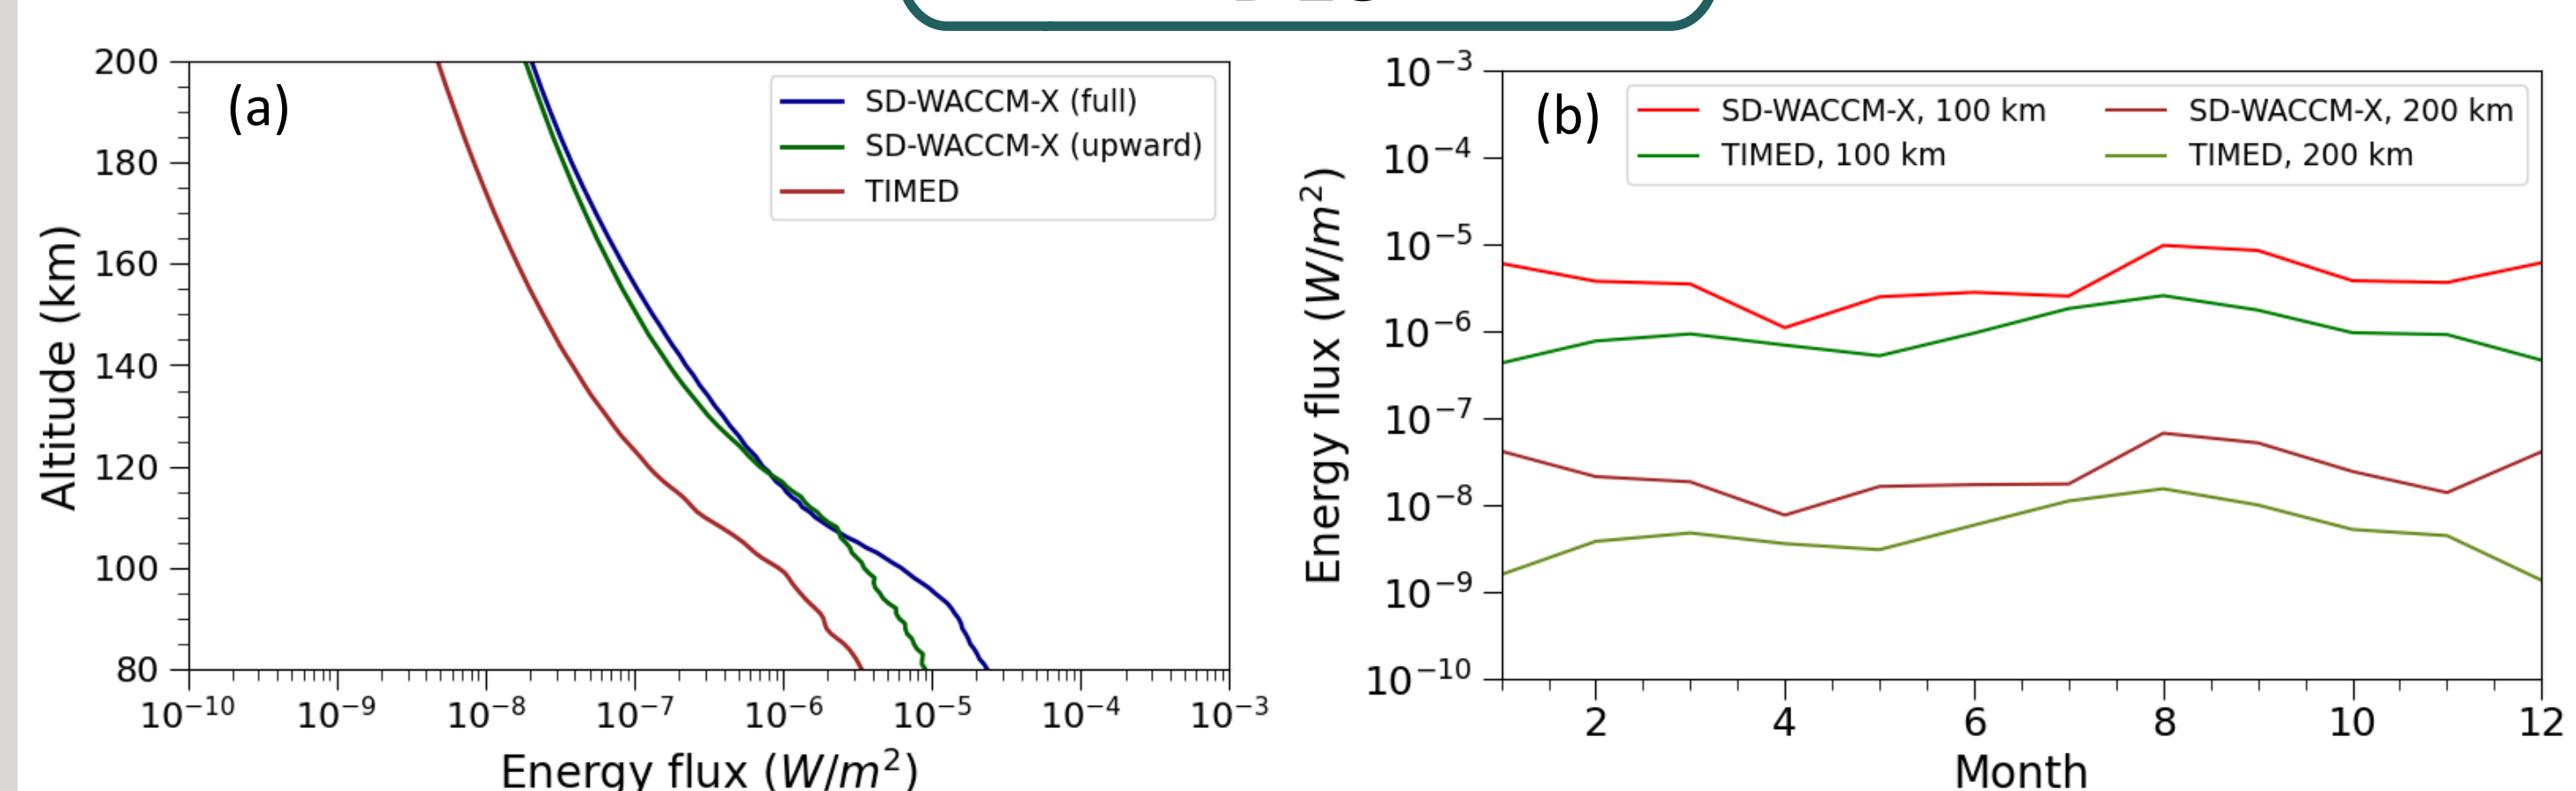 (a)
SD-WACCM-X (full)
SD-WACCM-X (upward)
TIMED
200
180
160
140
120
100
80
Altitude (km)
10⁻¹⁰ 10⁻⁹ 10⁻⁸ 10⁻⁷ 10⁻⁶ 10⁻⁵ 10⁻⁴ 10⁻³
Energy flux (W/m²)
(b)
SD-WACCM-X, 100 km SD-WACCM-X, 200 km
TIMED, 100 km TIMED, 200 km
10⁻³
10⁻⁴
10⁻⁵
10⁻⁶
10⁻⁷
10⁻⁸
10⁻⁹
10⁻¹⁰
Energy flux (W/m²)
2 4 6 8 10 12
Month